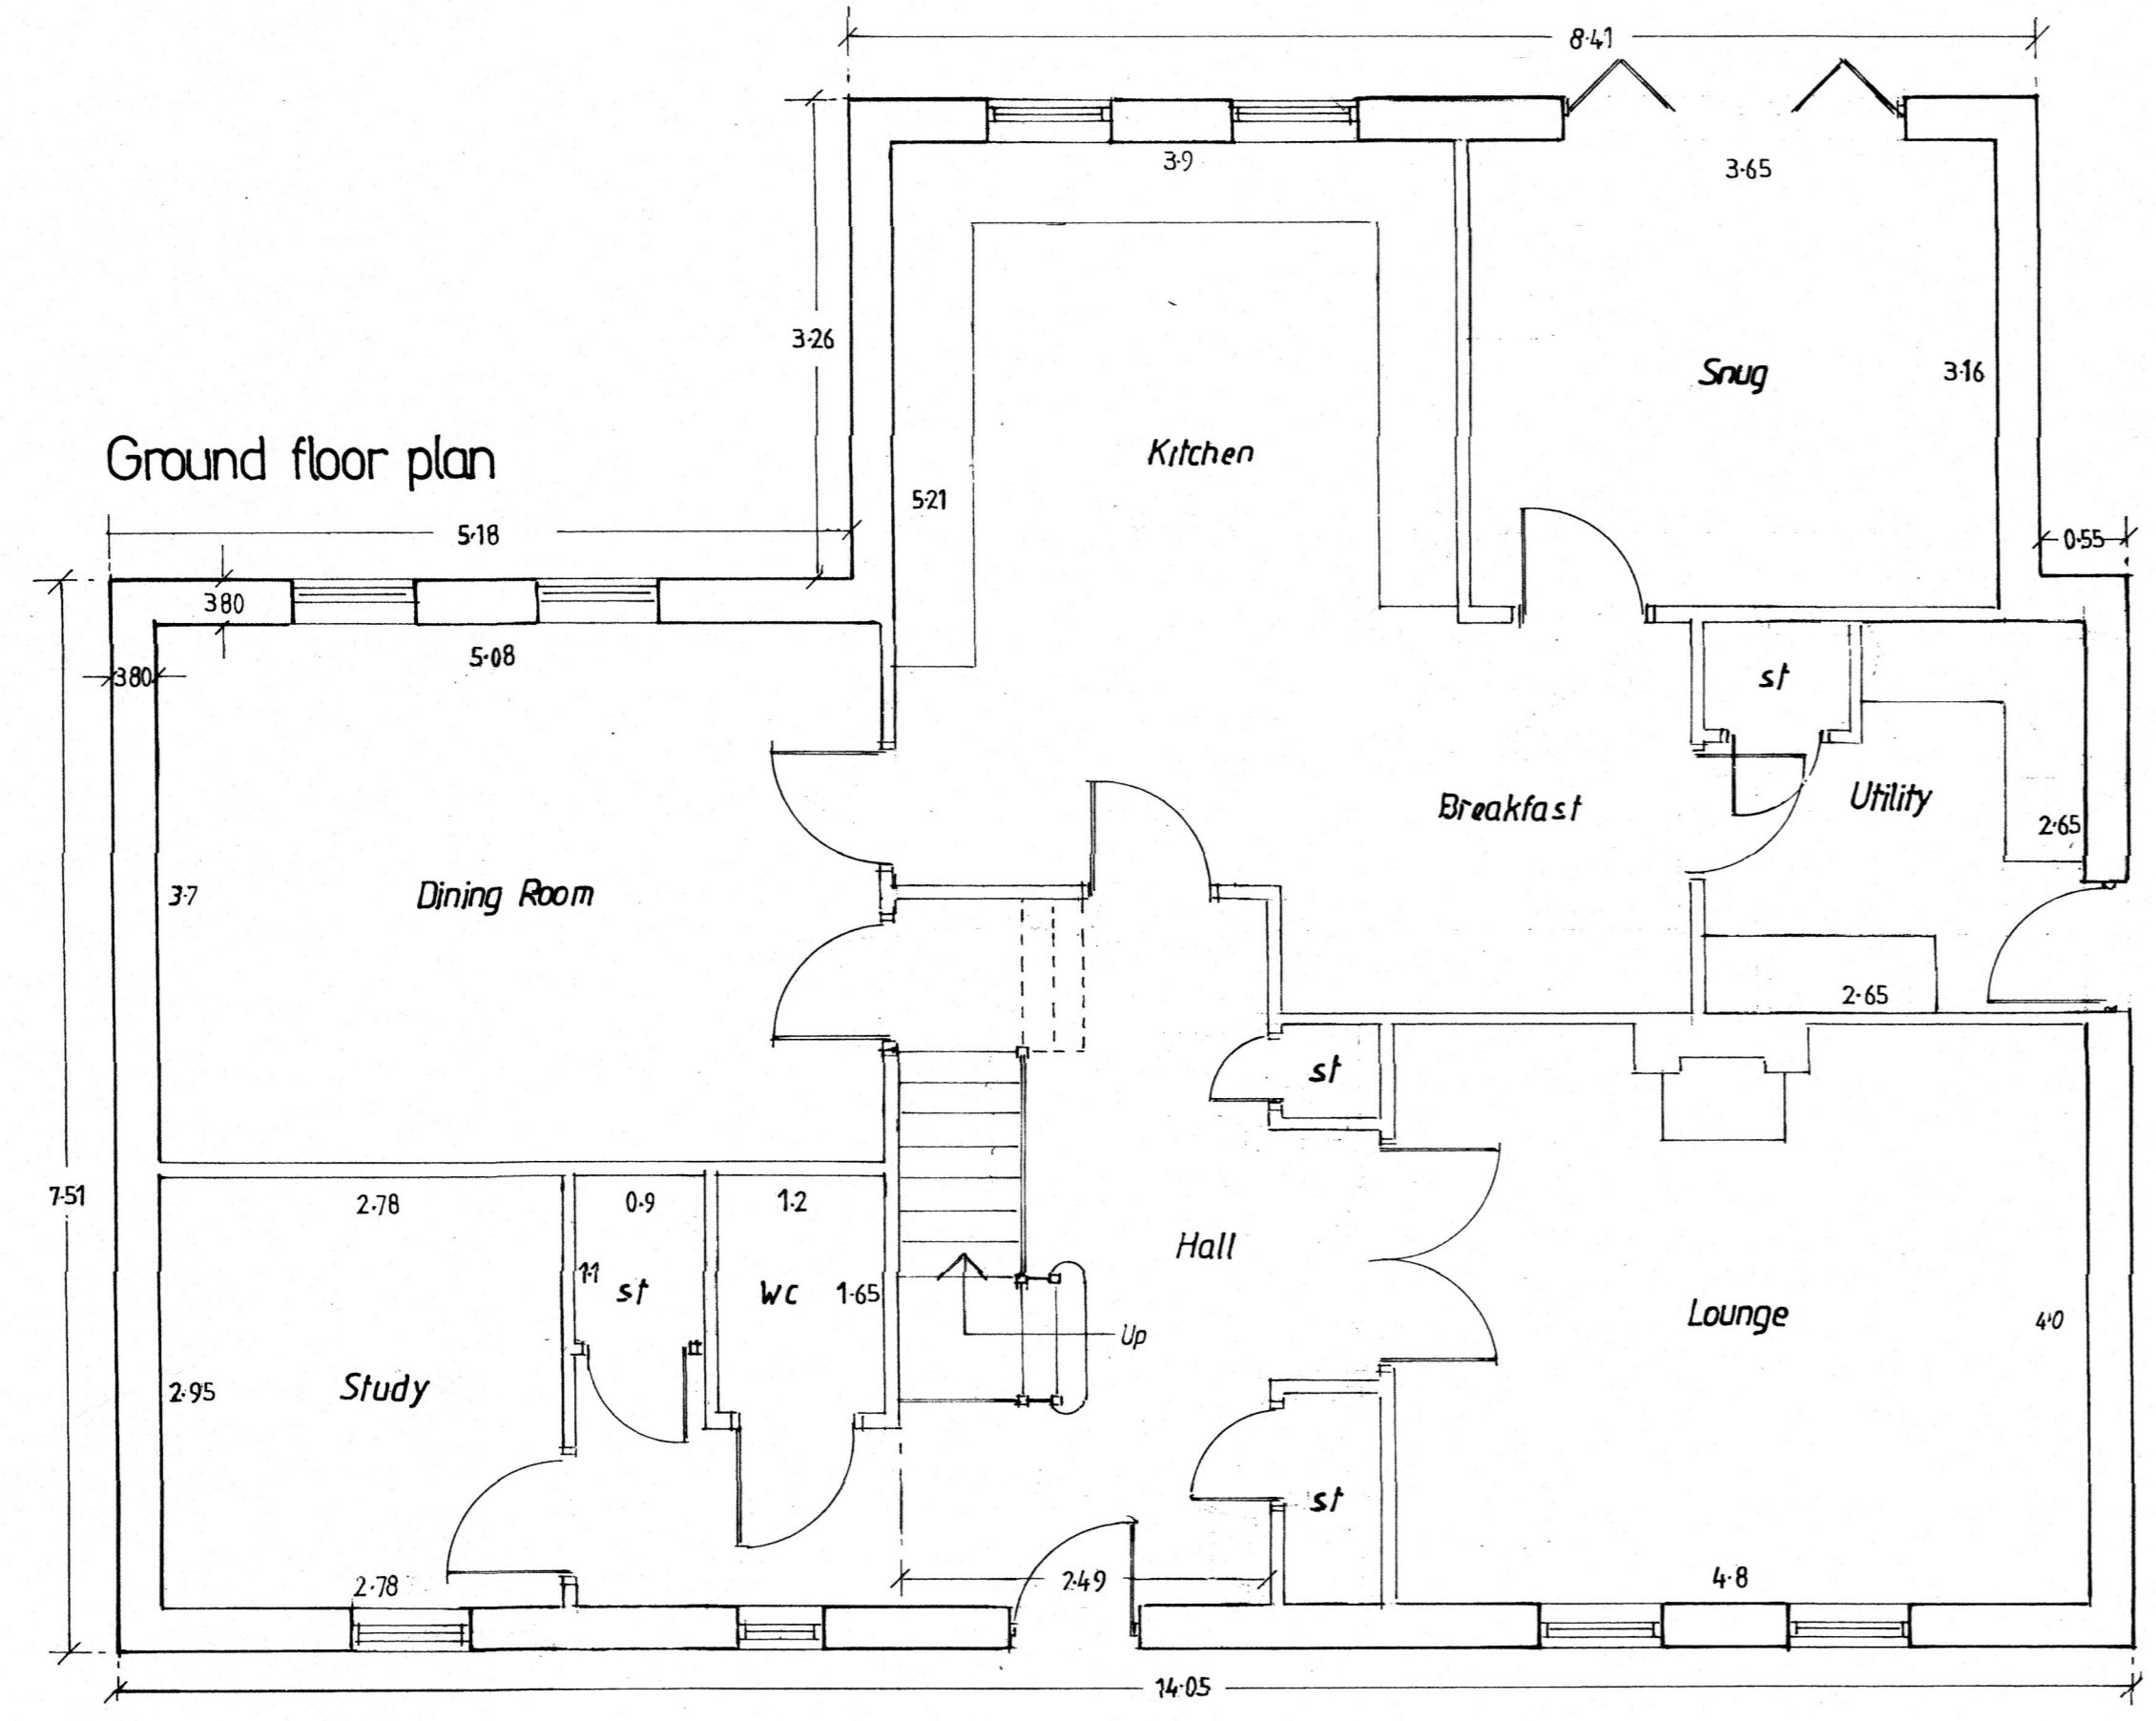 8·41
3·9
3·65
3·26
Snug
3·16
Kitchen
Ground floor plan
5·21
5·18
0·55
380
5·08
380
st
Utility
Breakfast
2·65
3·7
Dining Room
2·65
st
7·51
2·78
0·9
1·2
Hall
1·1
st
WC
1·65
Lounge
4·0
Up
2·95
Study
st
2·78
2·49
4·8
14·05